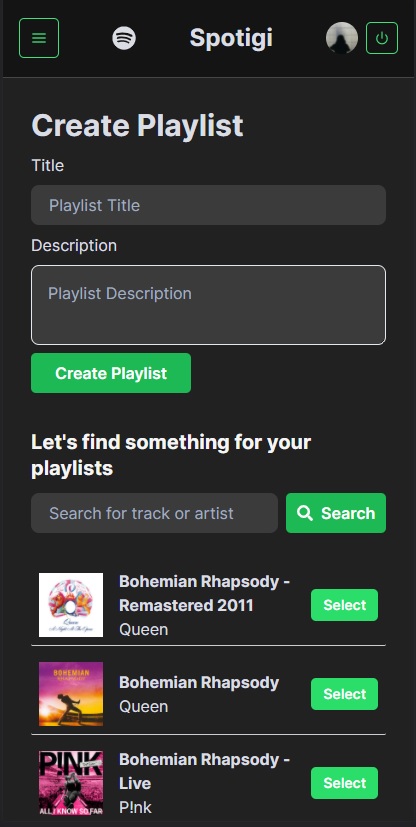 Spotigi
Create Playlist
Title
Playlist Title
Description
Playlist Description
Create Playlist
Let's find something for your
playlists
Search for track or artist
Search
Bohemian Rhapsody -
Remastered 2011
Queen
Select
Queen
A Night At The Opera
BOHEMIAN
RHAPSODY
Bohemian Rhapsody
Queen
Select
P!NK
ALL I KNOW SO FAR
Bohemian Rhapsody -
Live
P!nk
Select